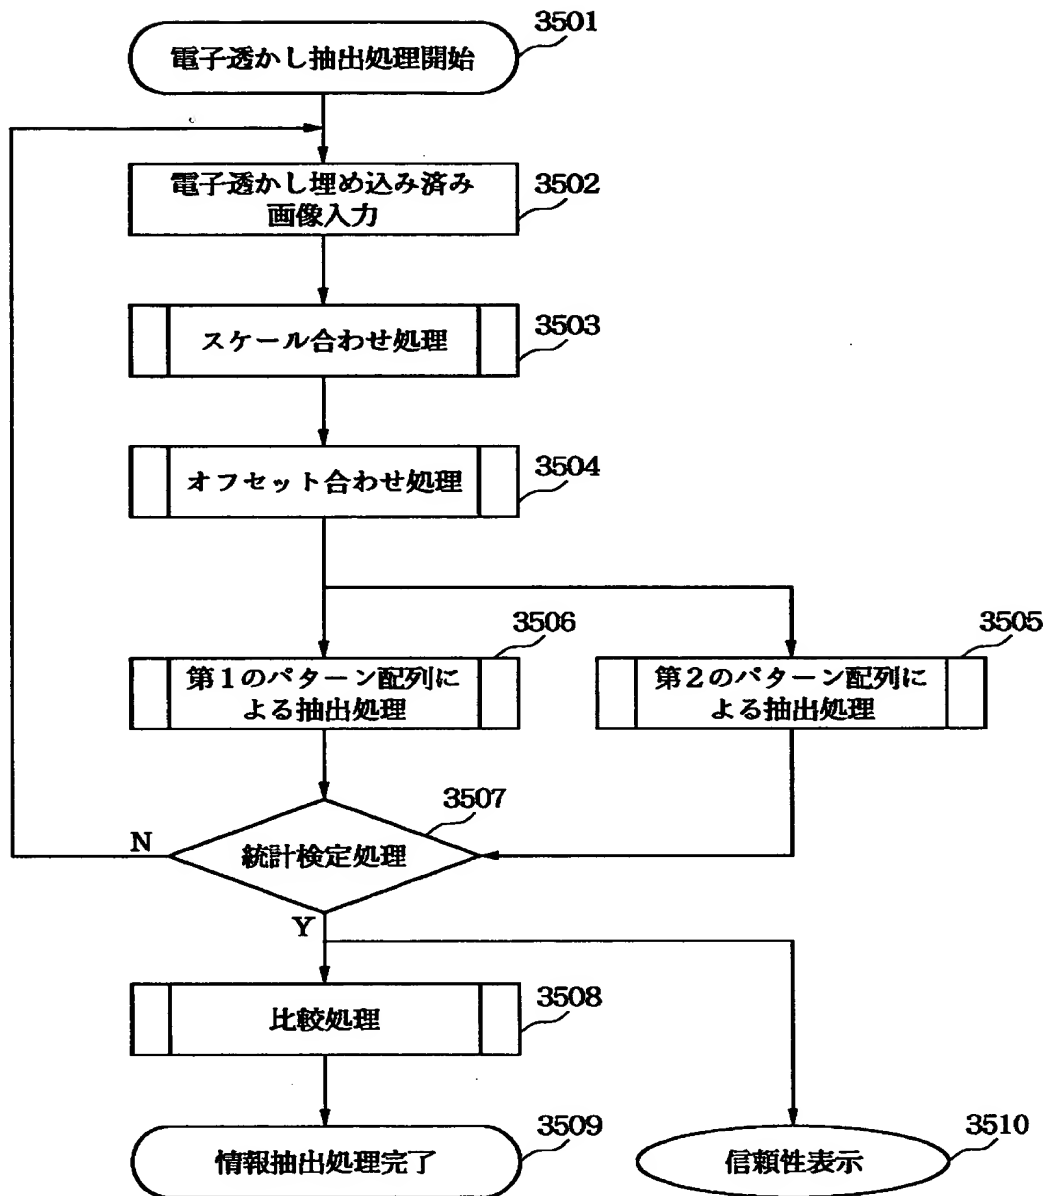 3501
電子透かし抽出処理開始
電子透かし埋め込み済み
画像入力
3502
スケール合わせ処理
3503
オフセット合わせ処理
3504
3506
第1のパターン配列に
よる抽出処理
3505
第2のパターン配列に
よる抽出処理
3507
統計検定処理
N
Y
比較処理
3508
情報抽出処理完了
3509
信頼性表示
3510